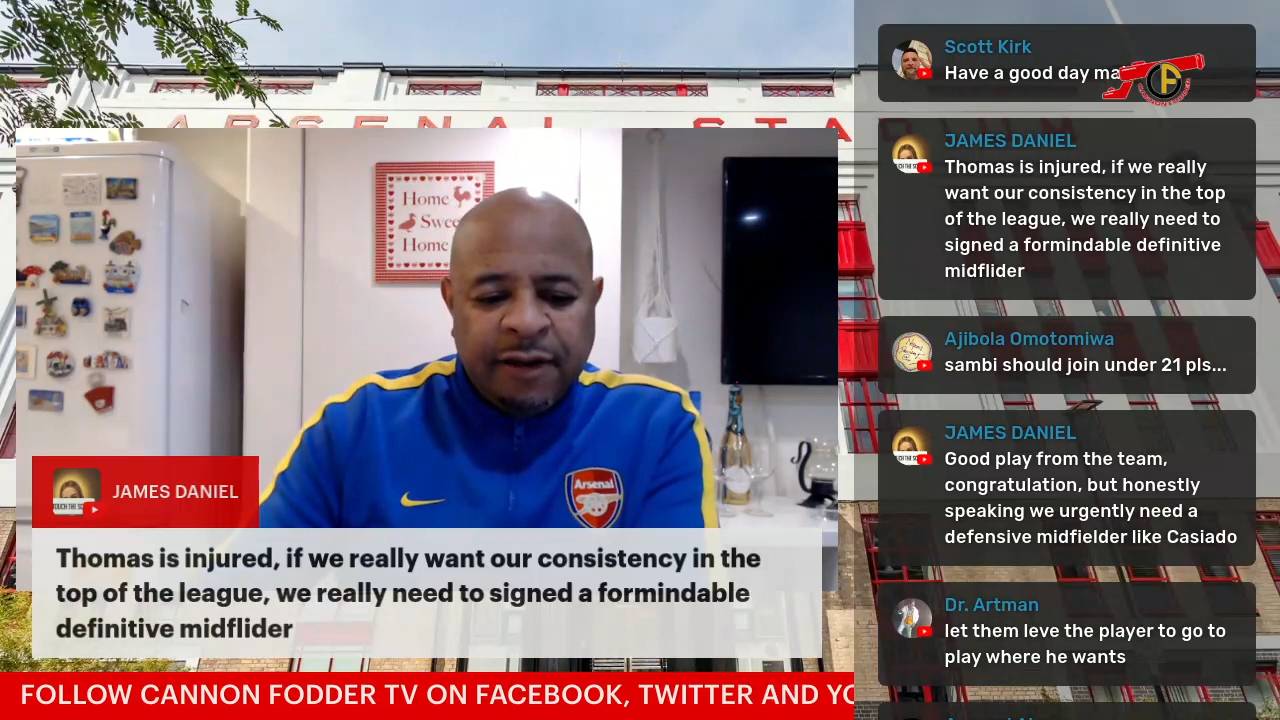 ARSENAL STA
Home
Swee
Home
Arsenal
JAMES DANIEL
Thomas is injured, if we really want our consistency in the
top of the league, we really need to signed a formindable
definitive midflider
FOLLOW CANNON FODDER TV ON FACEBOOK, TWITTER AND YO
Scott Kirk
Have a good day ma
CF
JAMES DANIEL
Thomas is injured, if we really
want our consistency in the top
of the league, we really need to
signed a formindable definitive
midflider
Ajibola Omotomiwa
sambi should join under 21 pls...
JAMES DANIEL
Good play from the team,
congratulation, but honestly
speaking we urgently need a
defensive midfielder like Casiado
Dr. Artman
let them leve the player to go to
play where he wants